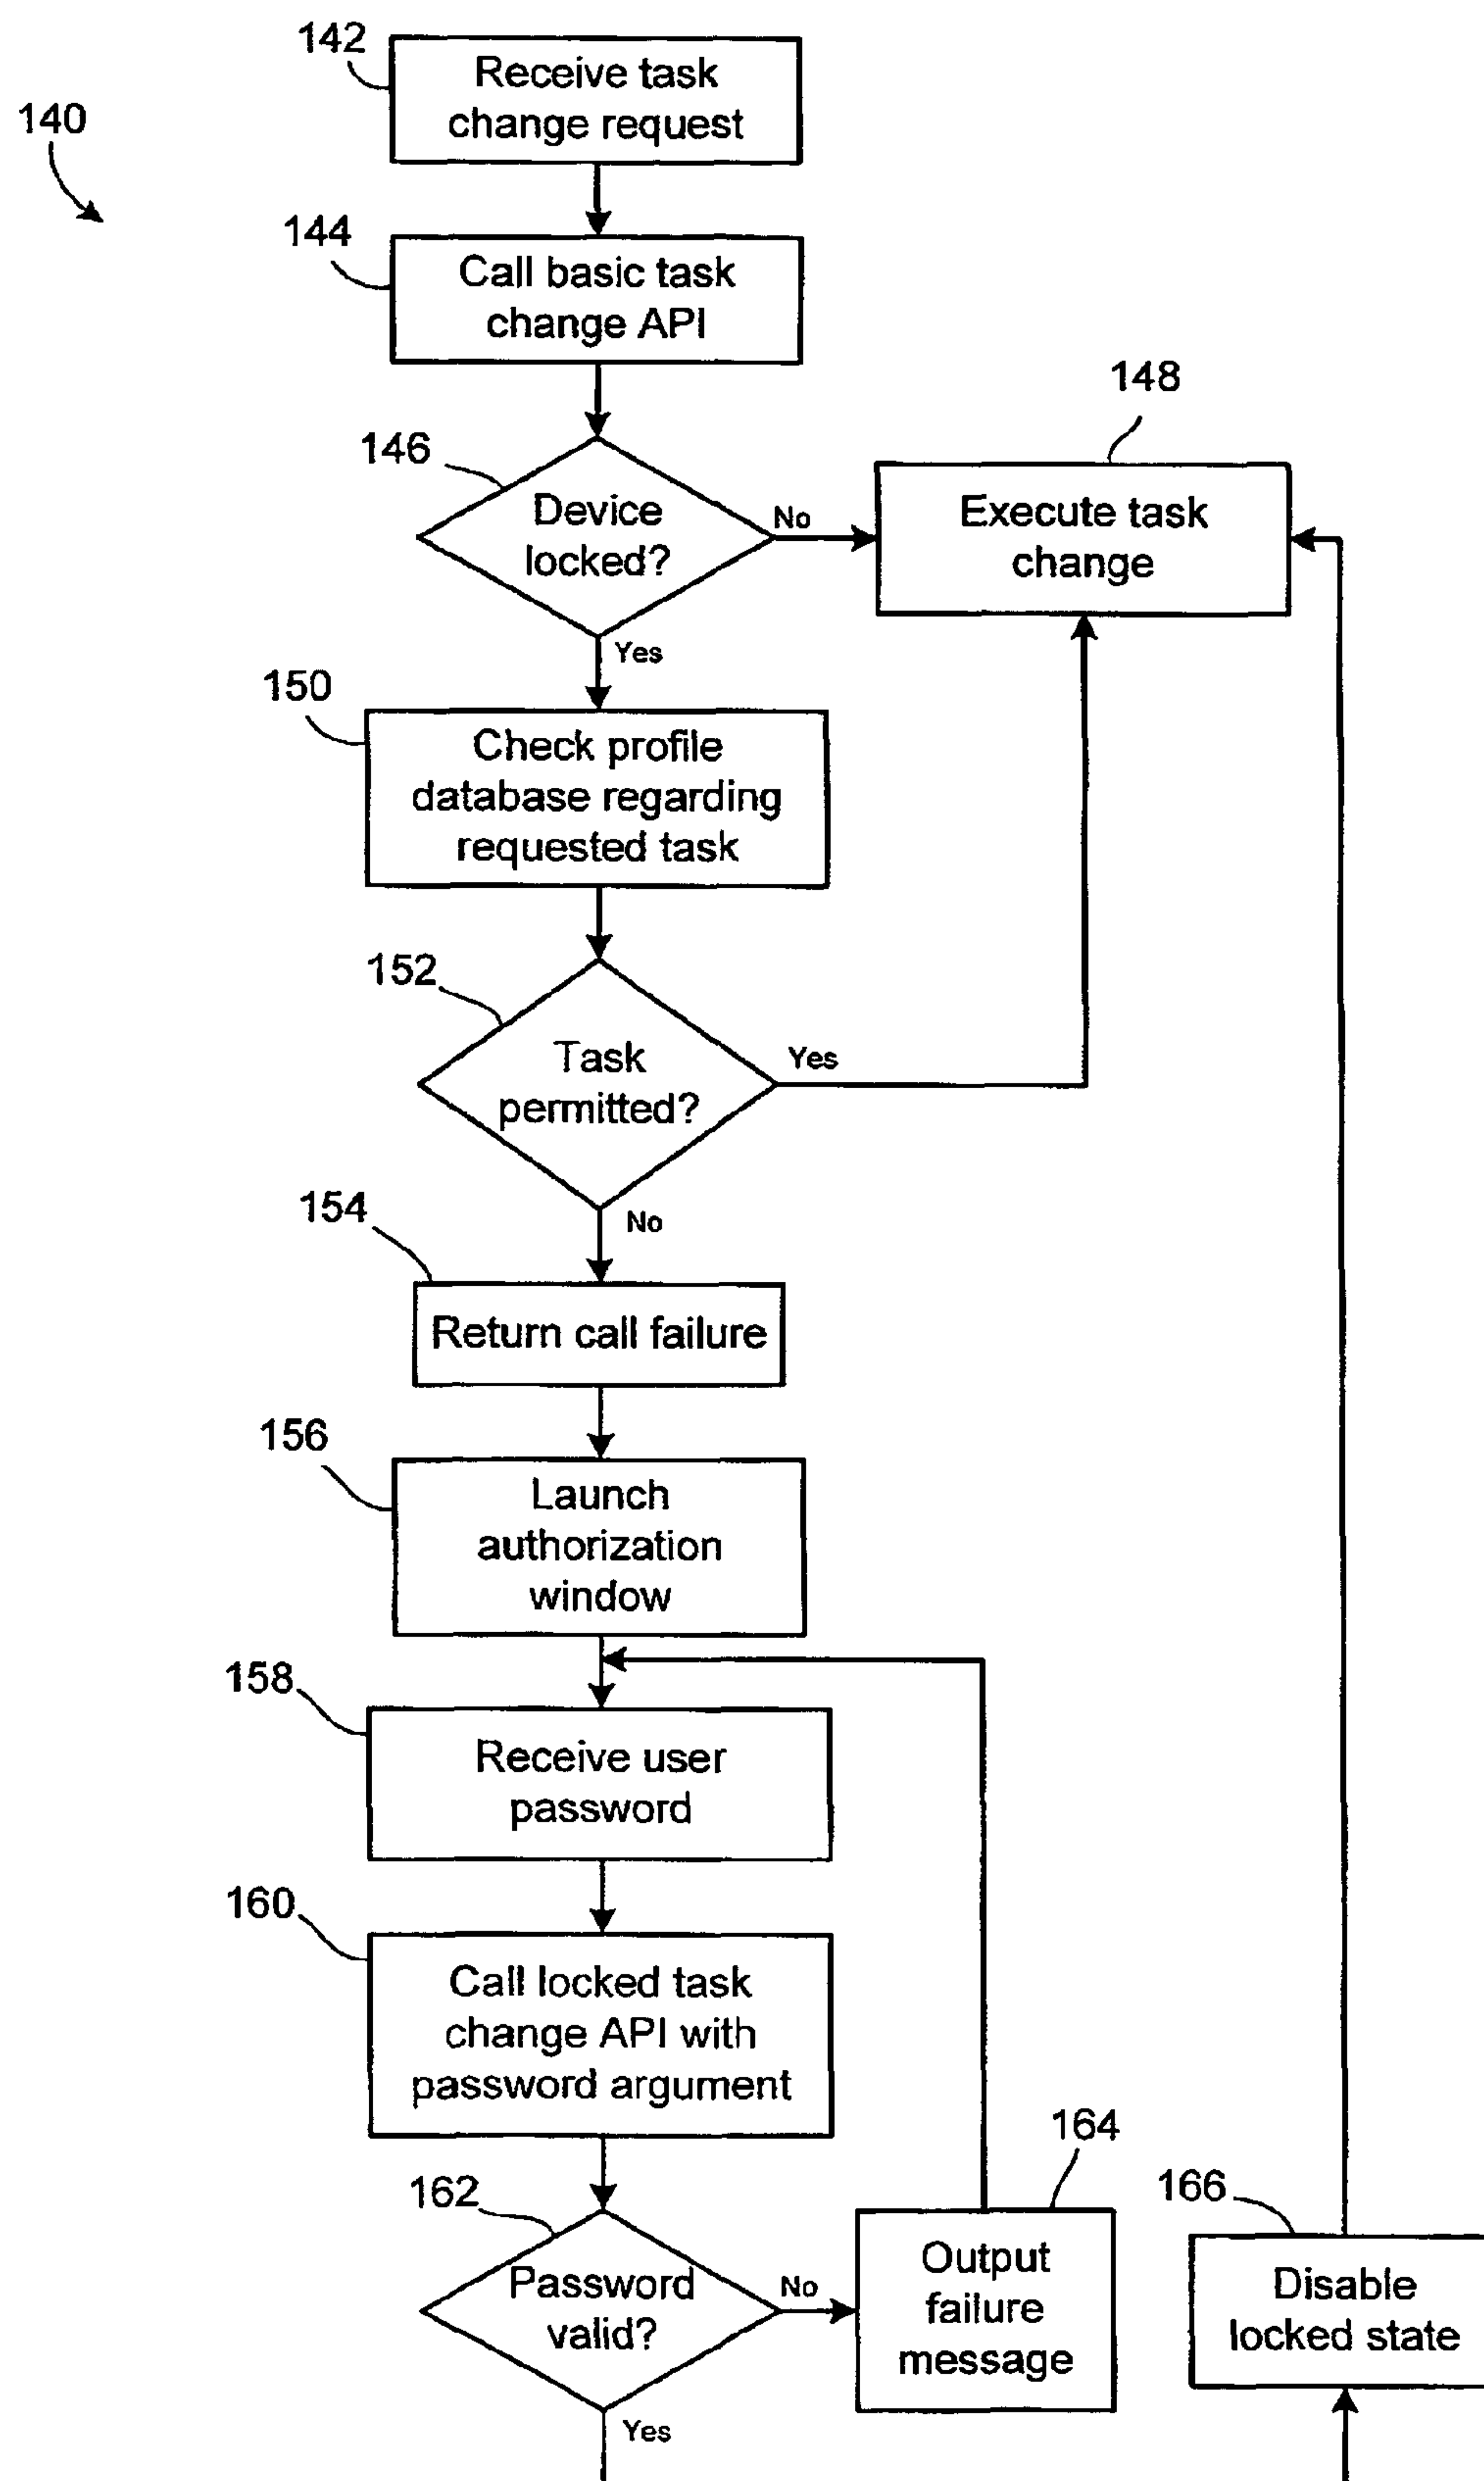 142
Receive task
change request
140
144
Call basic task
change API
148
146
Device
locked?
No
Execute task
change
Yes
150
Check profile
database regarding
requested task
152
Task
permitted?
Yes
154
No
Return call failure
156
Launch
authorization
window
158
Receive user
password
160
Call locked task
change API with
password argument
164
162
166
Password
valid?
No
Output
failure
message
Disable
locked state
Yes